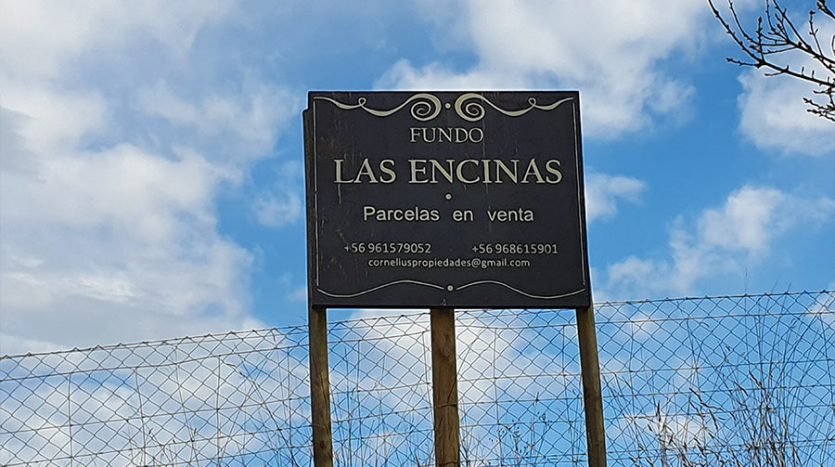 FUNDO
LAS ENCINAS
Parcelas en venta
+56 961579052 +56 968615901
corneliuspropiedades@gmail.com